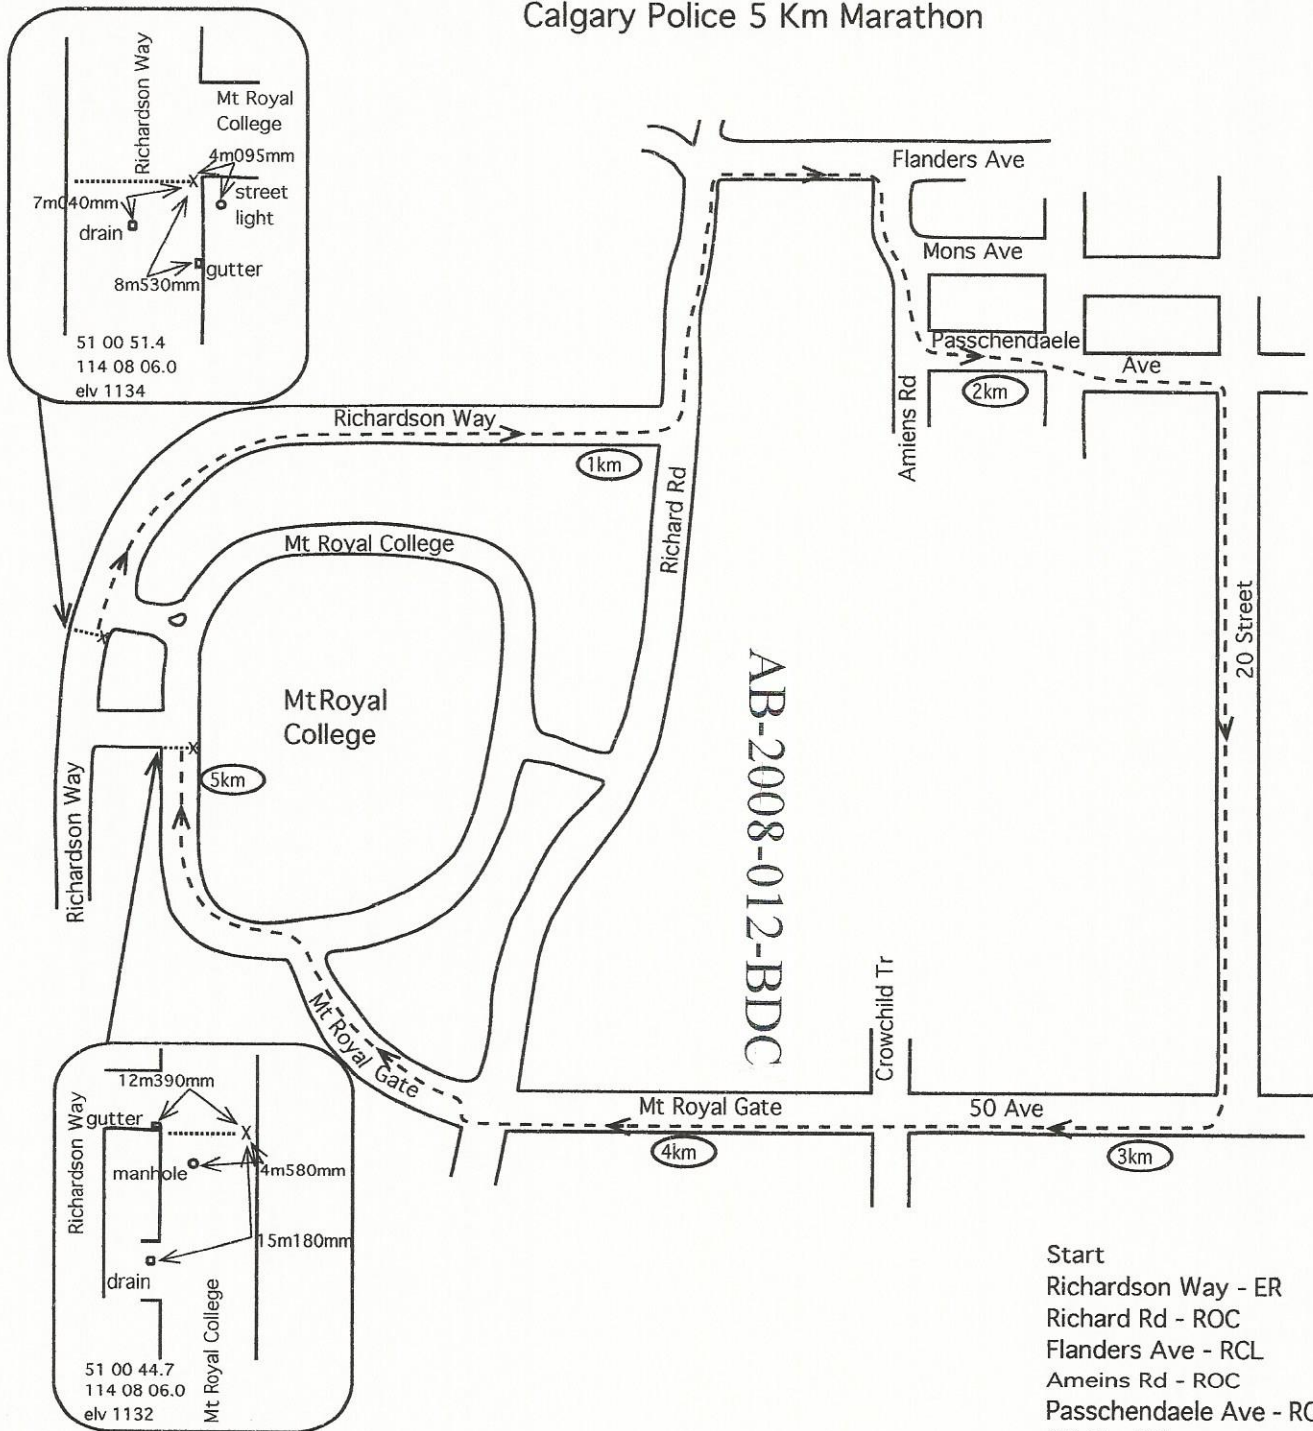 Calgary Police 5 Km Marathon
Richardson Way
Mt Royal
College
4m095mm
X
street
light
7m040mm
drain
8m530mm
gutter
51 00 51.4
114 08 06.0
elv 1134
Flanders Ave
Mons Ave
Passchendaele
Ave
2km
Amiens Rd
Richardson Way
1km
Richard Rd
Mt Royal College
20 Street
X
Mt Royal
College
X
5km
Richardson Way
AB-2008-012-BDC
Crowchild Tr
Mt Royal Gate
Mt Royal Gate
50 Ave
4km
3km
12m390mm
Richardson Way
gutter
X
manhole
4m580mm
15m180mm
drain
Mt Royal College
51 00 44.7
114 08 06.0
elv 1132
Start
Richardson Way - ER
Richard Rd - ROC
Flanders Ave - RCL
Ameins Rd - ROC
Passchendaele Ave - RO